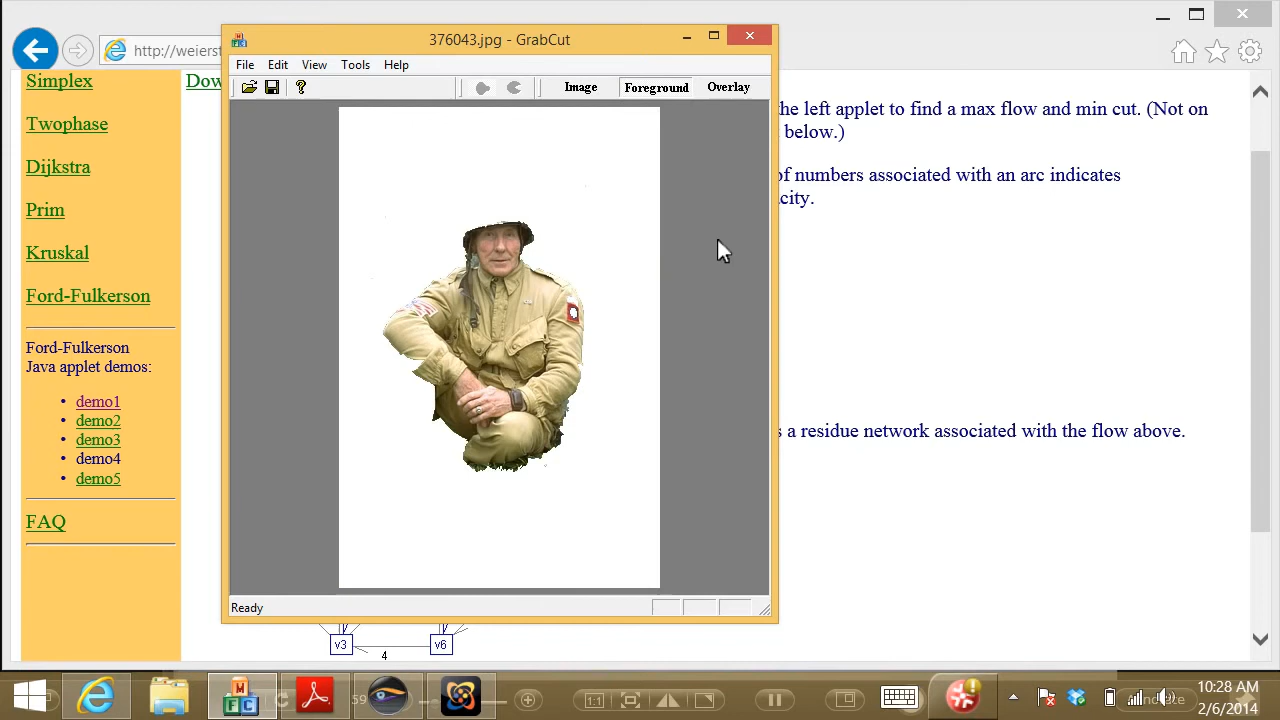 376043.jpg - GrabCut
http://weierst
File Edit View Tools Help
Image Foreground Overlay
Simplex
Twophase
Dijkstra
Prim
Kruskal
Ford-Fulkerson
Ford-Fulkerson
Java applet demos:
• demo1
• demo2
• demo3
• demo4
• demo5
FAQ
Dow
the left applet to find a max flow and min cut. (Not on
below.)
of numbers associated with an arc indicates
city.
s a residue network associated with the flow above.
Ready
v3
v6
4
1:1
10:28 AM
2/6/2014